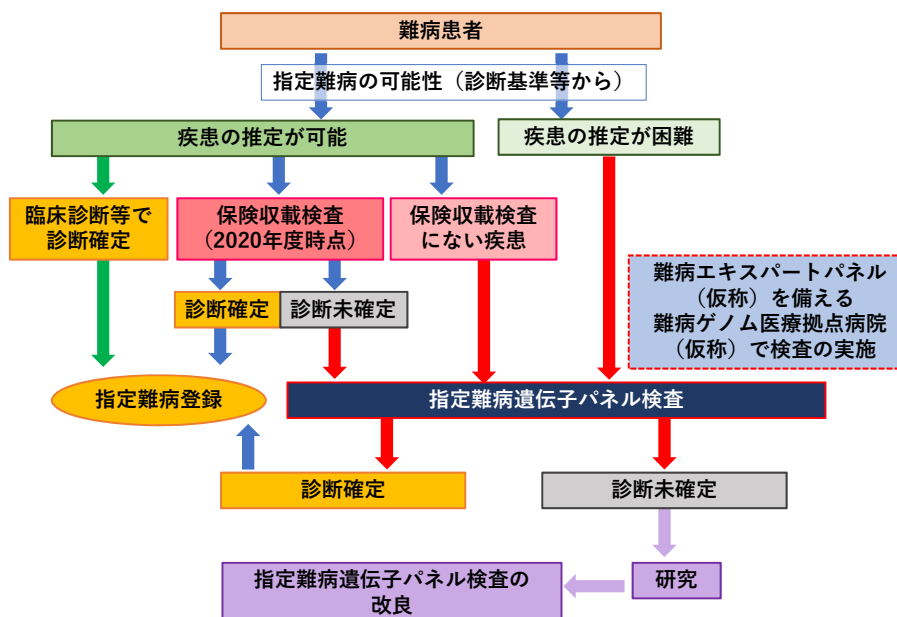 難病患者
指定難病の可能性（診断基準等から）
疾患の推定が可能
疾患の推定が困難
臨床診断等で
診断確定
保険収載検査
（2020年度時点）
保険収載検査
にない疾患
難病エキスパートパネル
（仮称）を備える
難病ゲノム医療拠点病院
（仮称）で検査の実施
診断確定
診断未確定
指定難病登録
指定難病遺伝子パネル検査
診断確定
診断未確定
指定難病遺伝子パネル検査の
改良
研究